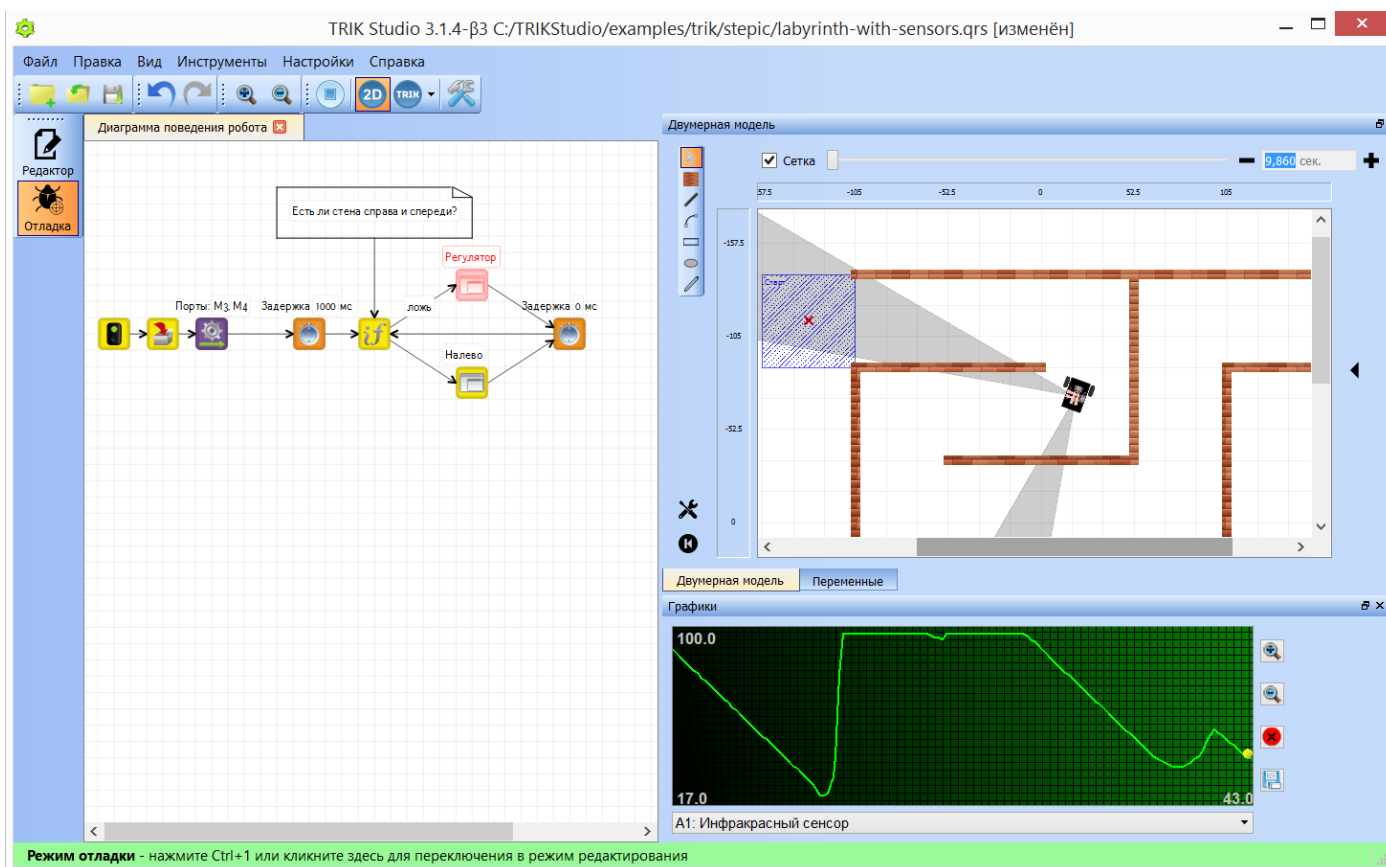 TRIK Studio 3.1.4-β3 C:/TRIKStudio/examples/trik/stepic/labyrinth-with-sensors.qrs [изменён]
Файл Правка Вид Инструменты Настройки Справка
2D TRIK
Редактор
Отладка
Диаграмма поведения робота
Есть ли стена справа и спереди?
Регулятор
Порты: M3, M4
Задержка 1000 мс
ложь
Задержка 0 мс
if
Налево
Двумерная модель
Сетка
9,860 сек.
57.5 -105 -52.5 0 52.5 105
-157.5
-105
-52.5
0
Старт
Двумерная модель Переменные
Графики
100.0
17.0 43.0
A1: Инфракрасный сенсор
Режим отладки - нажмите Ctrl+1 или кликните здесь для переключения в режим редактирования